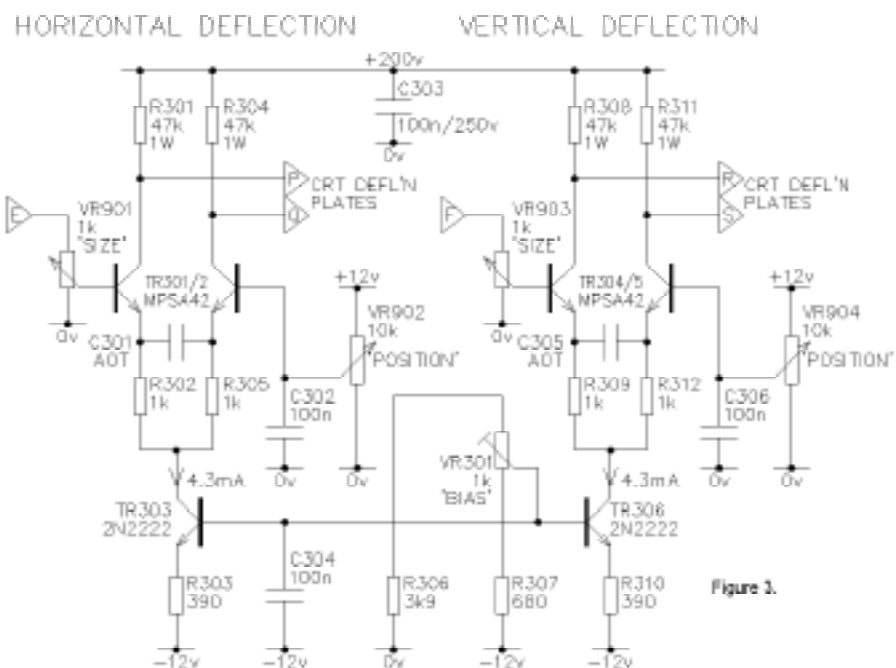 HORIZONTAL DEFLECTION
VERTICAL DEFLECTION
+200v
R301
47k
1W
R304
47k
1W
C303
100n/250v
0v
R308
47k
1W
R311
47k
1W
P
Q
CRT DEFL'N
PLATES
R
S
CRT DEFL'N
PLATES
E
VR901
1k
"SIZE"
0v
TR301/2
MPSA42
F
VR903
1k
"SIZE"
0v
TR304/5
MPSA42
+12v
VR902
10k
"POSITION"
+12v
VR904
10k
"POSITION"
C301
AOT
C305
AOT
R302
1k
R305
1k
C302
100n
0v
0v
R309
1k
R312
1k
C306
100n
0v
0v
VR301
1k
"BIAS"
4.3mA
4.3mA
TR303
2N2222
TR306
2N2222
C304
100n
R303
390
R306
3k9
R307
680
R310
390
Figure 3.
-12v
-12v
0v
-12v
-12v